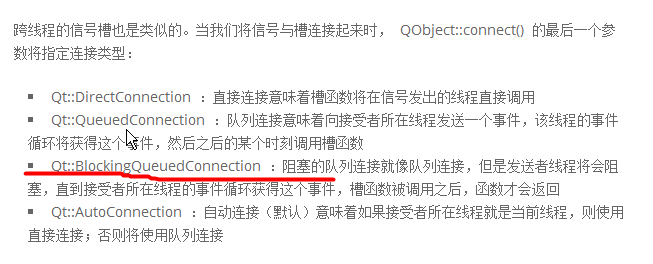 跨线程的信号槽也是类似的。当我们将信号与槽连接起来时， QObject::connect() 的最后一个参
数将指定连接类型：
▪ Qt::DirectConnection ：直接连接意味着槽函数将在信号发出的线程直接调用
▪ Qt::QueuedConnection ：队列连接意味着向接受者所在线程发送一个事件，该线程的事件
循环将获得这个事件，然后之后的某个时刻调用槽函数
▪ Qt::BlockingQueuedConnection ：阻塞的队列连接就像队列连接，但是发送者线程将会阻
塞，直到接受者所在线程的事件循环获得这个事件，槽函数被调用之后，函数才会返回
▪ Qt::AutoConnection ：自动连接（默认）意味着如果接受者所在线程就是当前线程，则使用
直接连接；否则将使用队列连接